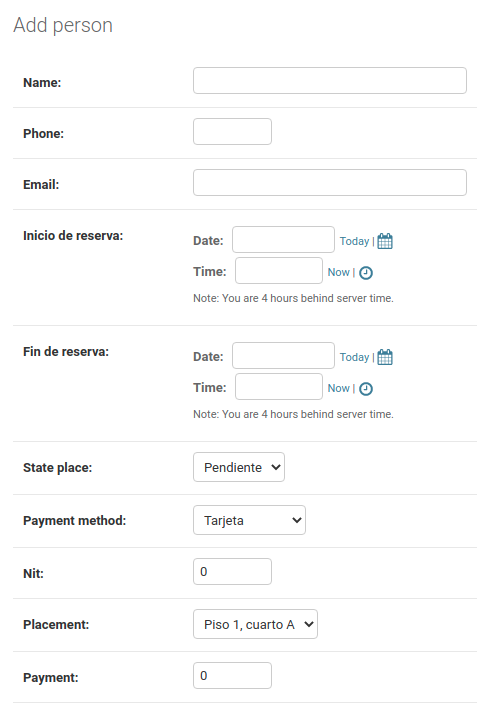 Add person
Name:
Phone:
Email:
Inicio de reserva:
Date: Today |
Time: Now |
Note: You are 4 hours behind server time.
Fin de reserva:
Date: Today |
Time: Now |
Note: You are 4 hours behind server time.
State place: Pendiente
Payment method: Tarjeta
Nit: 0
Placement: Piso 1, cuarto A
Payment: 0